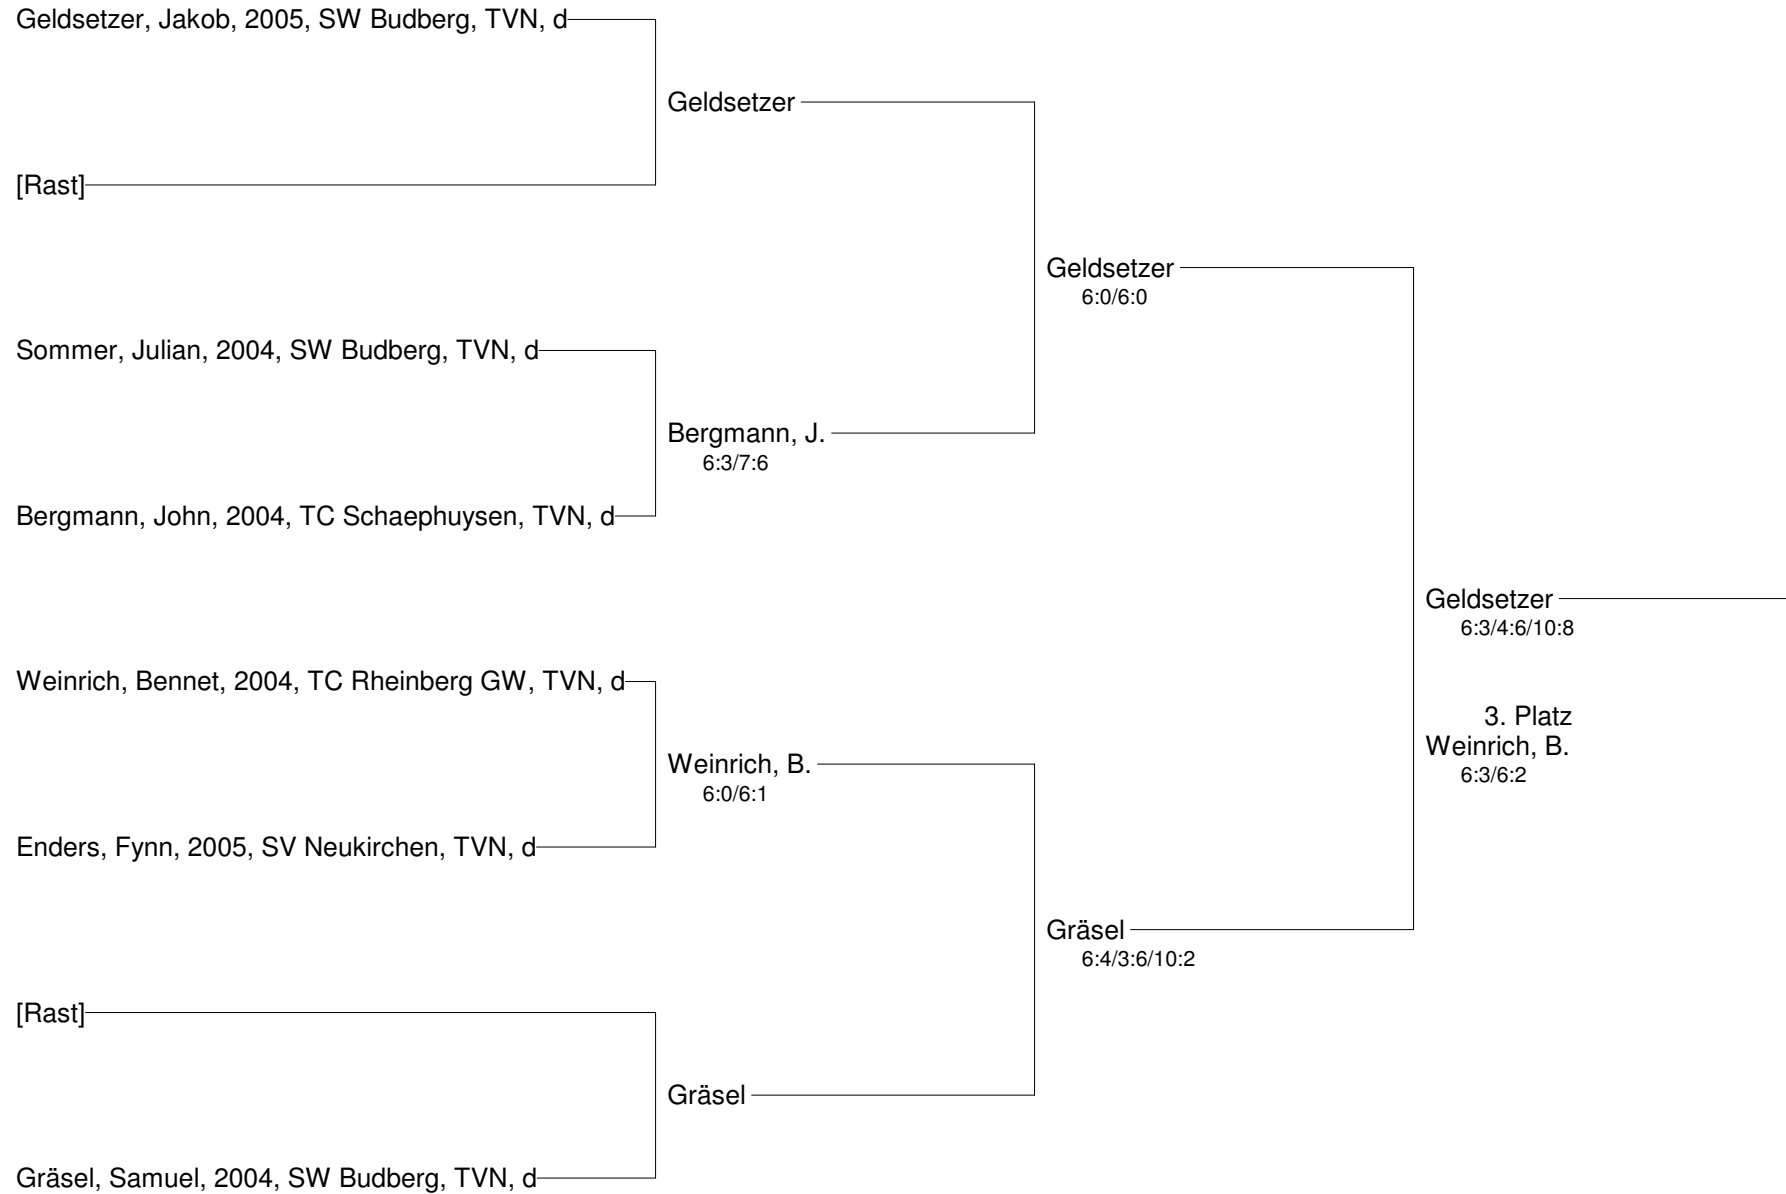 Geldsetzer, Jakob, 2005, SW Budberg, TVN, d
Geldsetzer
[Rast]
Geldsetzer
6:0/6:0
Sommer, Julian, 2004, SW Budberg, TVN, d
Bergmann, J.
6:3/7:6
Bergmann, John, 2004, TC Schaephuysen, TVN, d
Geldsetzer
6:3/4:6/10:8
Weinrich, Bennet, 2004, TC Rheinberg GW, TVN, d
3. Platz
Weinrich, B.
6:3/6:2
Weinrich, B.
6:0/6:1
Enders, Fynn, 2005, SV Neukirchen, TVN, d
Gräsel
6:4/3:6/10:2
[Rast]
Gräsel
Gräsel, Samuel, 2004, SW Budberg, TVN, d